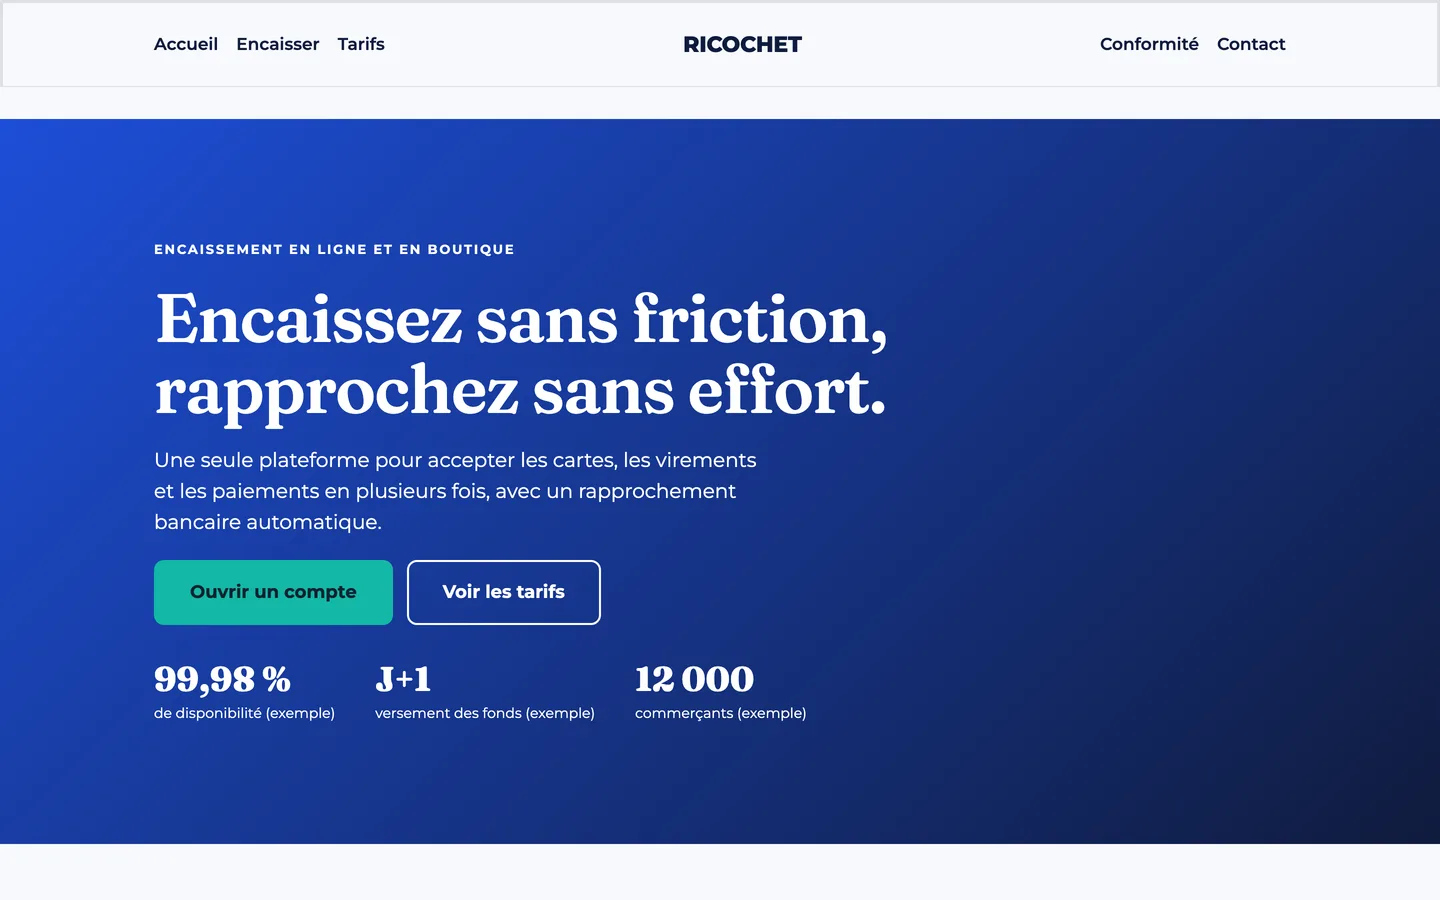 Accueil Encaisser Tarifs RICOCHET Conformité Contact
ENCAISSEMENT EN LIGNE ET EN BOUTIQUE
Encaissez sans friction,
rapprochez sans effort.
Une seule plateforme pour accepter les cartes, les virements
et les paiements en plusieurs fois, avec un rapprochement
bancaire automatique.
Ouvrir un compte Voir les tarifs
99,98 % J+1 12 000
de disponibilité (exemple) versement des fonds (exemple) commerçants (exemple)